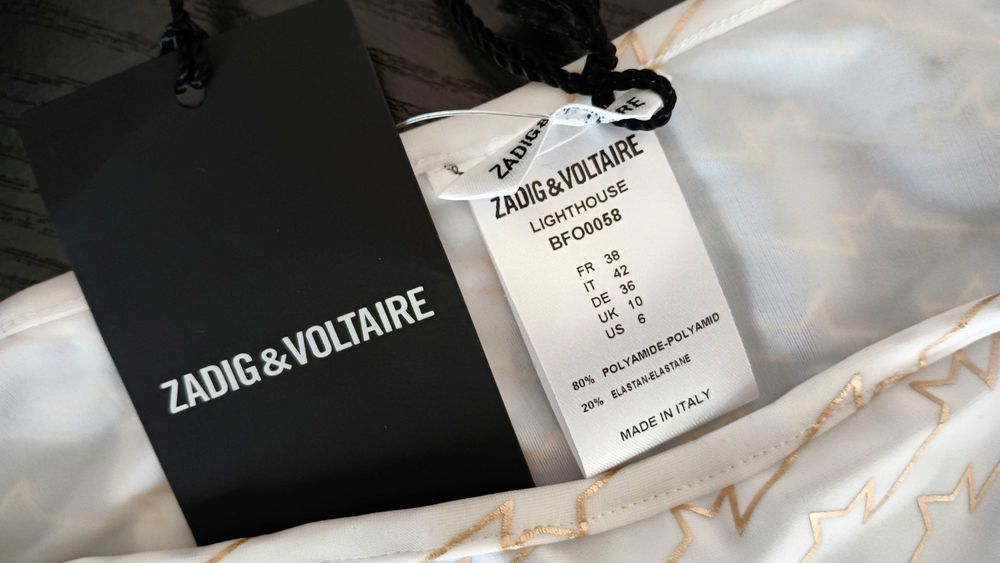 ZADIG&VOLTAIRE
ZADIG&
RE
ZADIG&VOLTAIRE
LIGHTHOUSE
BFO0058
FR 38
IT 42
DE 36
UK 10
US 6
80% POLYAMIDE-POLYAMID
20% ELASTAN-ELASTANE
MADE IN ITALY